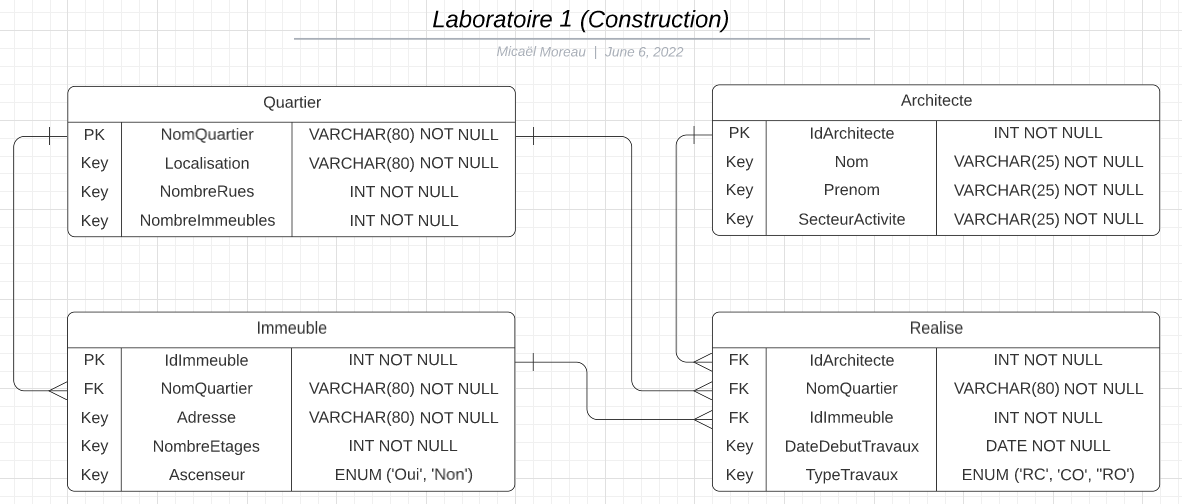 Laboratoire 1 (Construction)
Micaël Moreau | June 6, 2022
Quartier
PK NomQuartier VARCHAR(80) NOT NULL
Key Localisation VARCHAR(80) NOT NULL
Key NombreRues INT NOT NULL
Key NombreImmeubles INT NOT NULL
Architecte
PK IdArchitecte INT NOT NULL
Key Nom VARCHAR(25) NOT NULL
Key Prenom VARCHAR(25) NOT NULL
Key SecteurActivite VARCHAR(25) NOT NULL
Immeuble
PK IdImmeuble INT NOT NULL
FK NomQuartier VARCHAR(80) NOT NULL
Key Adresse VARCHAR(80) NOT NULL
Key NombreEtages INT NOT NULL
Key Ascenseur ENUM ('Oui', 'Non')
Realise
FK IdArchitecte INT NOT NULL
FK NomQuartier VARCHAR(80) NOT NULL
FK IdImmeuble INT NOT NULL
Key DateDebutTravaux DATE NOT NULL
Key TypeTravaux ENUM ('RC', 'CO', "RO')